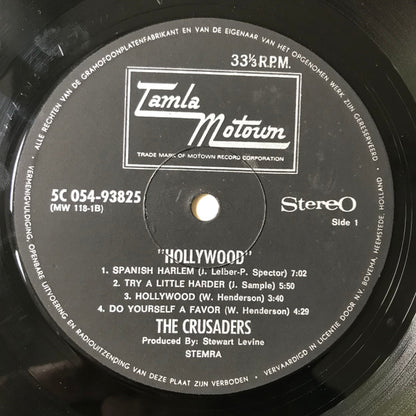 ALLE RECHTEN VAN DE GRAMOFOONPLATENFABRIKANT EN VAN DE EIGENAAR VAN HET OPGENOMEN WERK ZIJN GERESERVEERD
33⅓ R.P.M.
Tamla
Motown
TRADE MARK OF MOTOWN RECORD CORPORATION
5C 054-93825
(MW 118-1B)
Stereo
Side 1
"HOLLYWOOD"
1. SPANISH HARLEM (J. Leiber-P. Spector) 7:02
2. TRY A LITTLE HARDER (J. Sample) 5:50
3. HOLLYWOOD (W. Henderson) 3:40
4. DO YOURSELF A FAVOR (W. Henderson) 4:29
THE CRUSADERS
Produced By: Stewart Levine
STEMRA
VERMENIGVULDIGING, OPENBARE UITVOERING EN RADIOUITZENDING VAN DEZE PLAAT ZIJN VERBODEN
VERVAARDIGD IN LICENTIE DOOR N.V. BOVEMA, HEEMSTEDE, HOLLAND